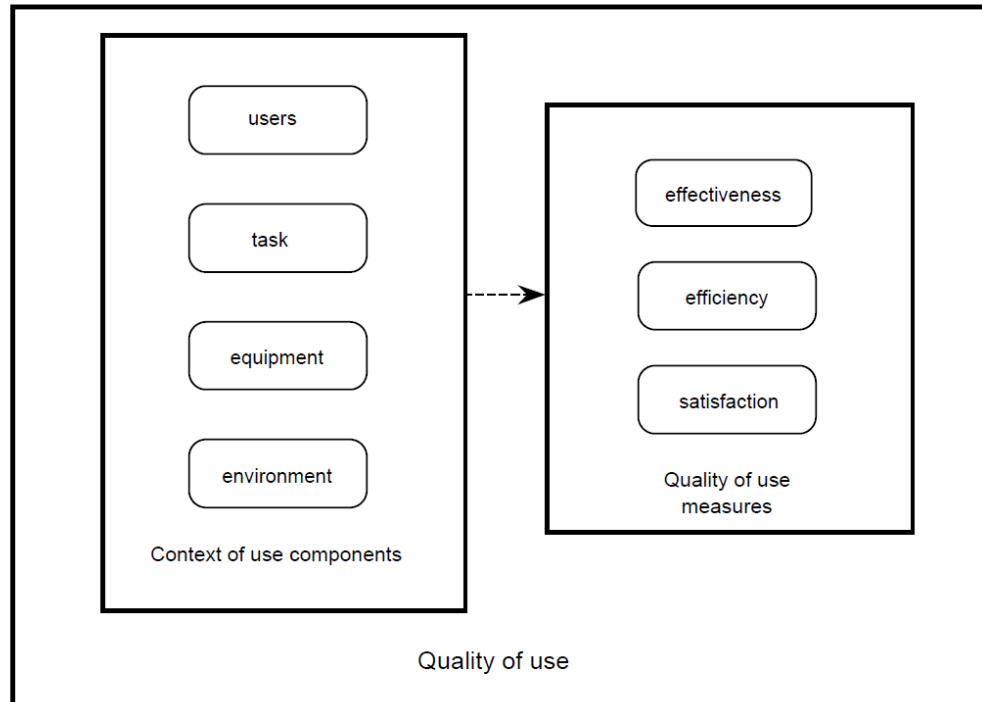 users
task
equipment
environment
Context of use components
effectiveness
efficiency
satisfaction
Quality of use
measures
Quality of use